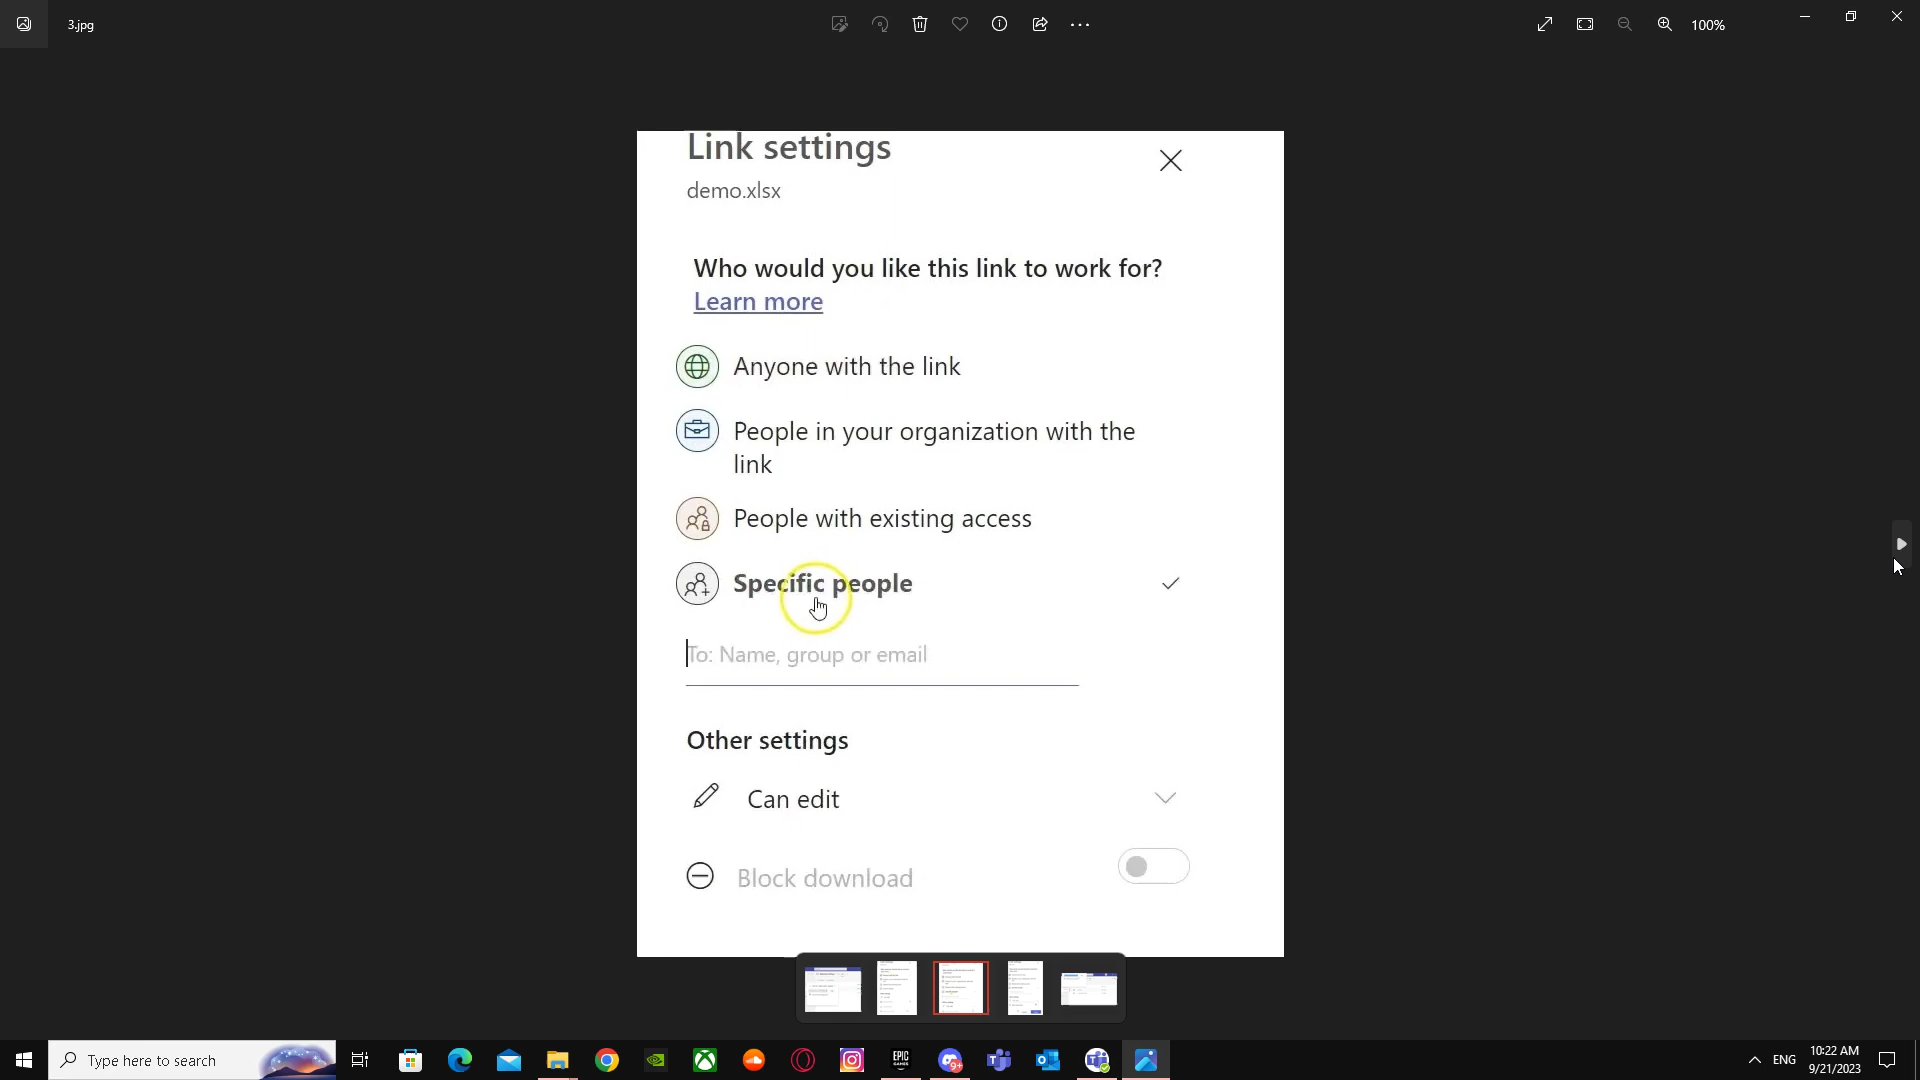 3.jpg
100%
Link settings
demo.xlsx
Who would you like this link to work for?
Learn more
Anyone with the link
People in your organization with the
link
People with existing access
Specific people
To: Name, group or email
Other settings
Can edit
Block download
Type here to search
EPIC
GAMES
9+
ENG
10:22 AM
9/21/2023